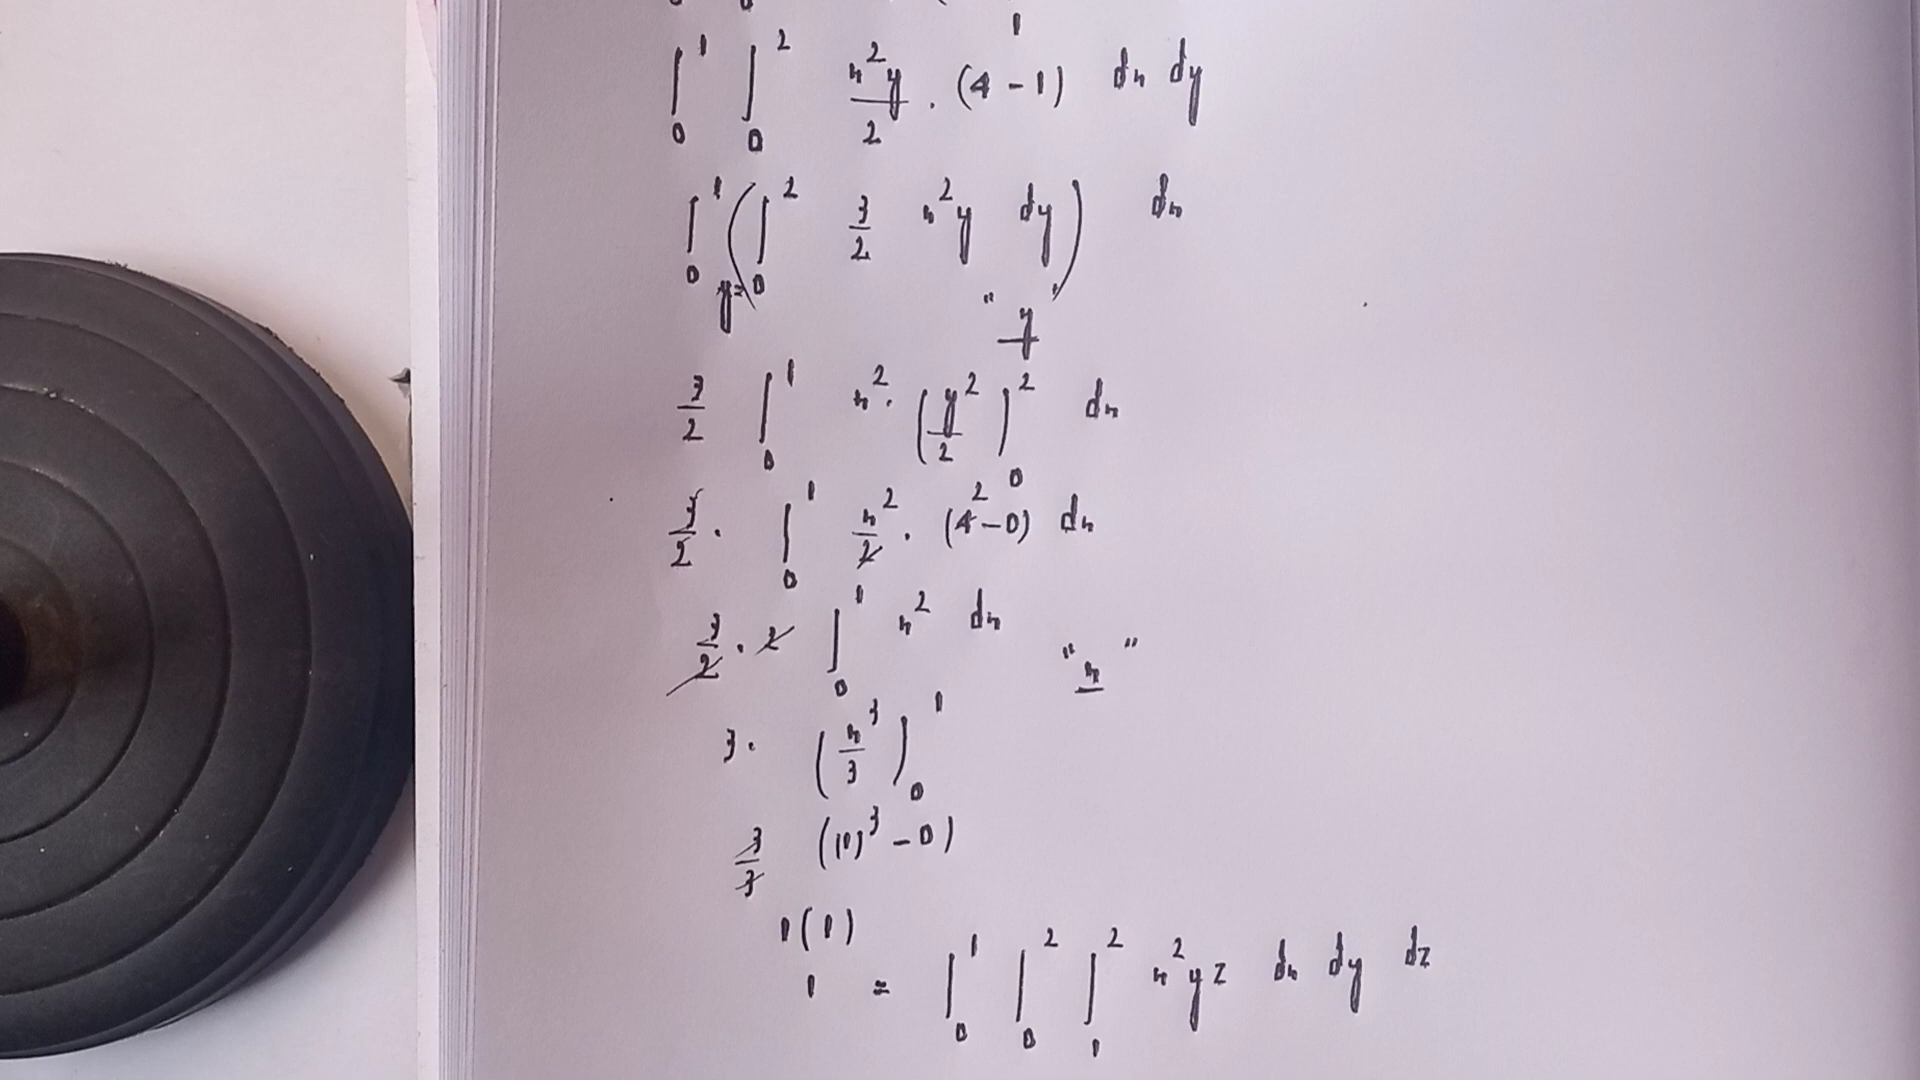 ∫₀¹ ∫₀² x²y/2 . (4 - 1) dx dy
∫₀¹ ( ∫_{y=0}² 3/2 x²y dy ) dx
"y"
3/2 ∫₀¹ x² . (y²/2)₀² dx
3/2 . ∫₀¹ x²/2 . (4 - 0) dx
3/2 . 2 ∫₀¹ x² dx "x"
3 . (x³/3)₀¹
3/3 ((1)³ - 0)
1(1)
1 = ∫₀¹ ∫₀² ∫₁² x²yz dx dy dz